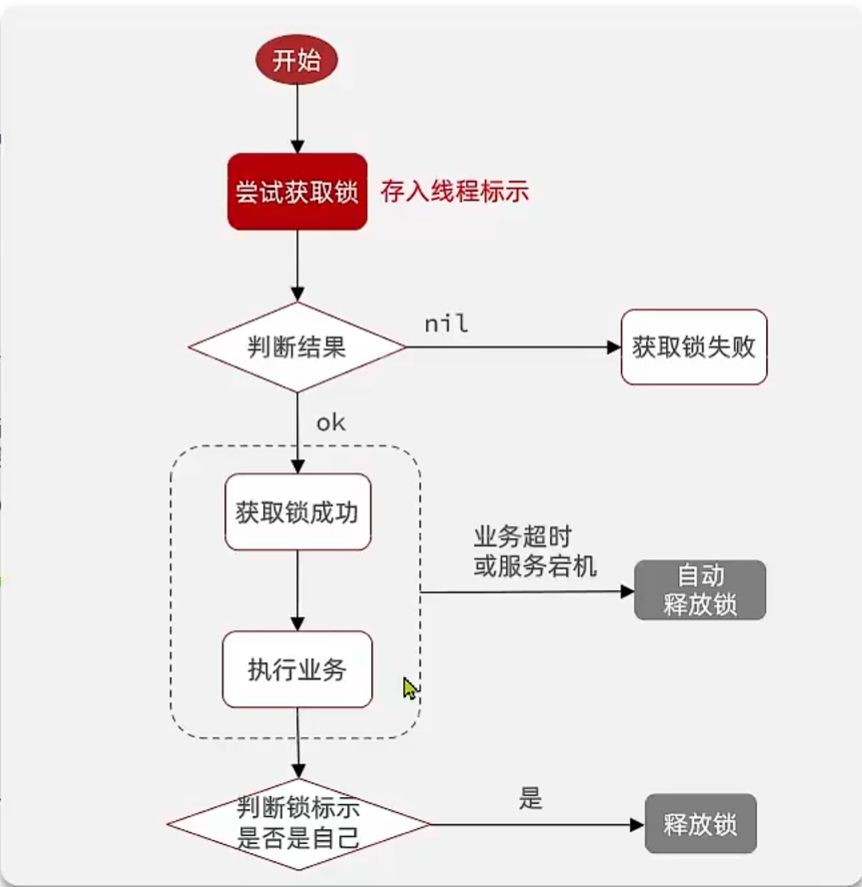 开始
尝试获取锁
存入线程标示
判断结果
nil
获取锁失败
ok
获取锁成功
业务超时
或服务宕机
自动
释放锁
执行业务
判断锁标示
是否是自己
是
释放锁